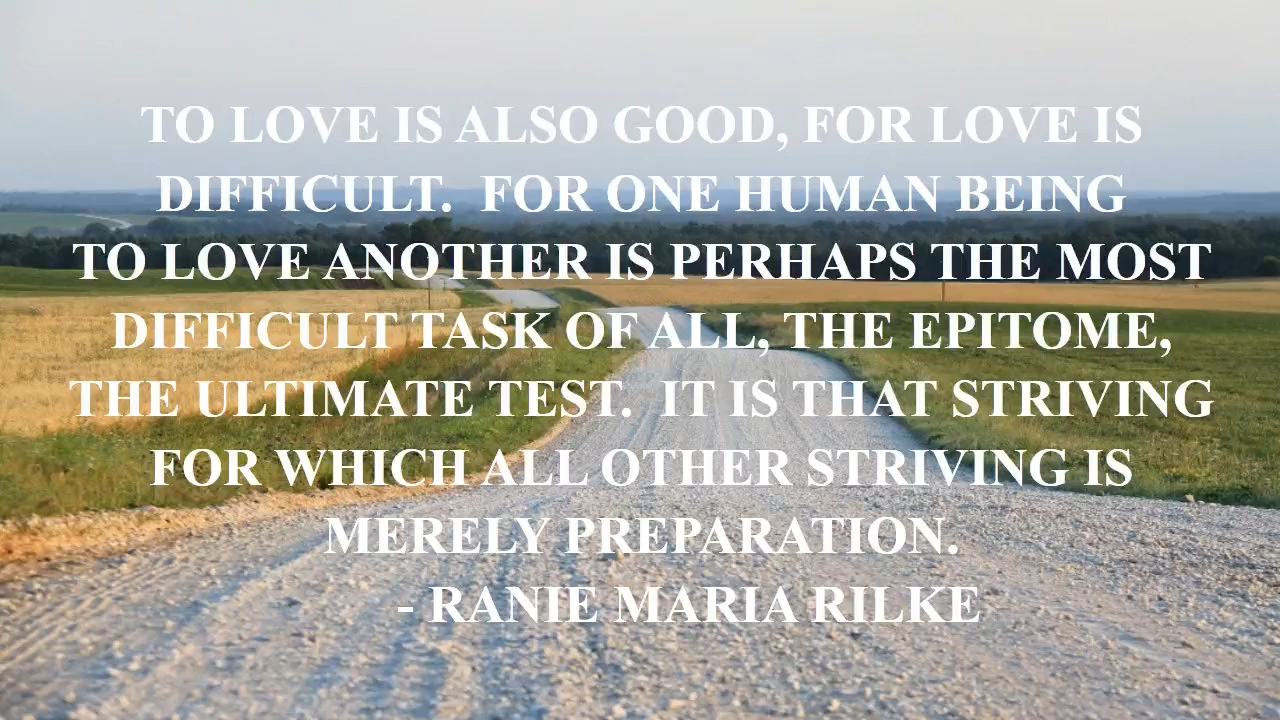 TO LOVE IS ALSO GOOD, FOR LOVE IS
DIFFICULT.  FOR ONE HUMAN BEING
TO LOVE ANOTHER IS PERHAPS THE MOST
DIFFICULT TASK OF ALL, THE EPITOME,
THE ULTIMATE TEST.  IT IS THAT STRIVING
FOR WHICH ALL OTHER STRIVING IS
MERELY PREPARATION.
- RANIE MARIA RILKE